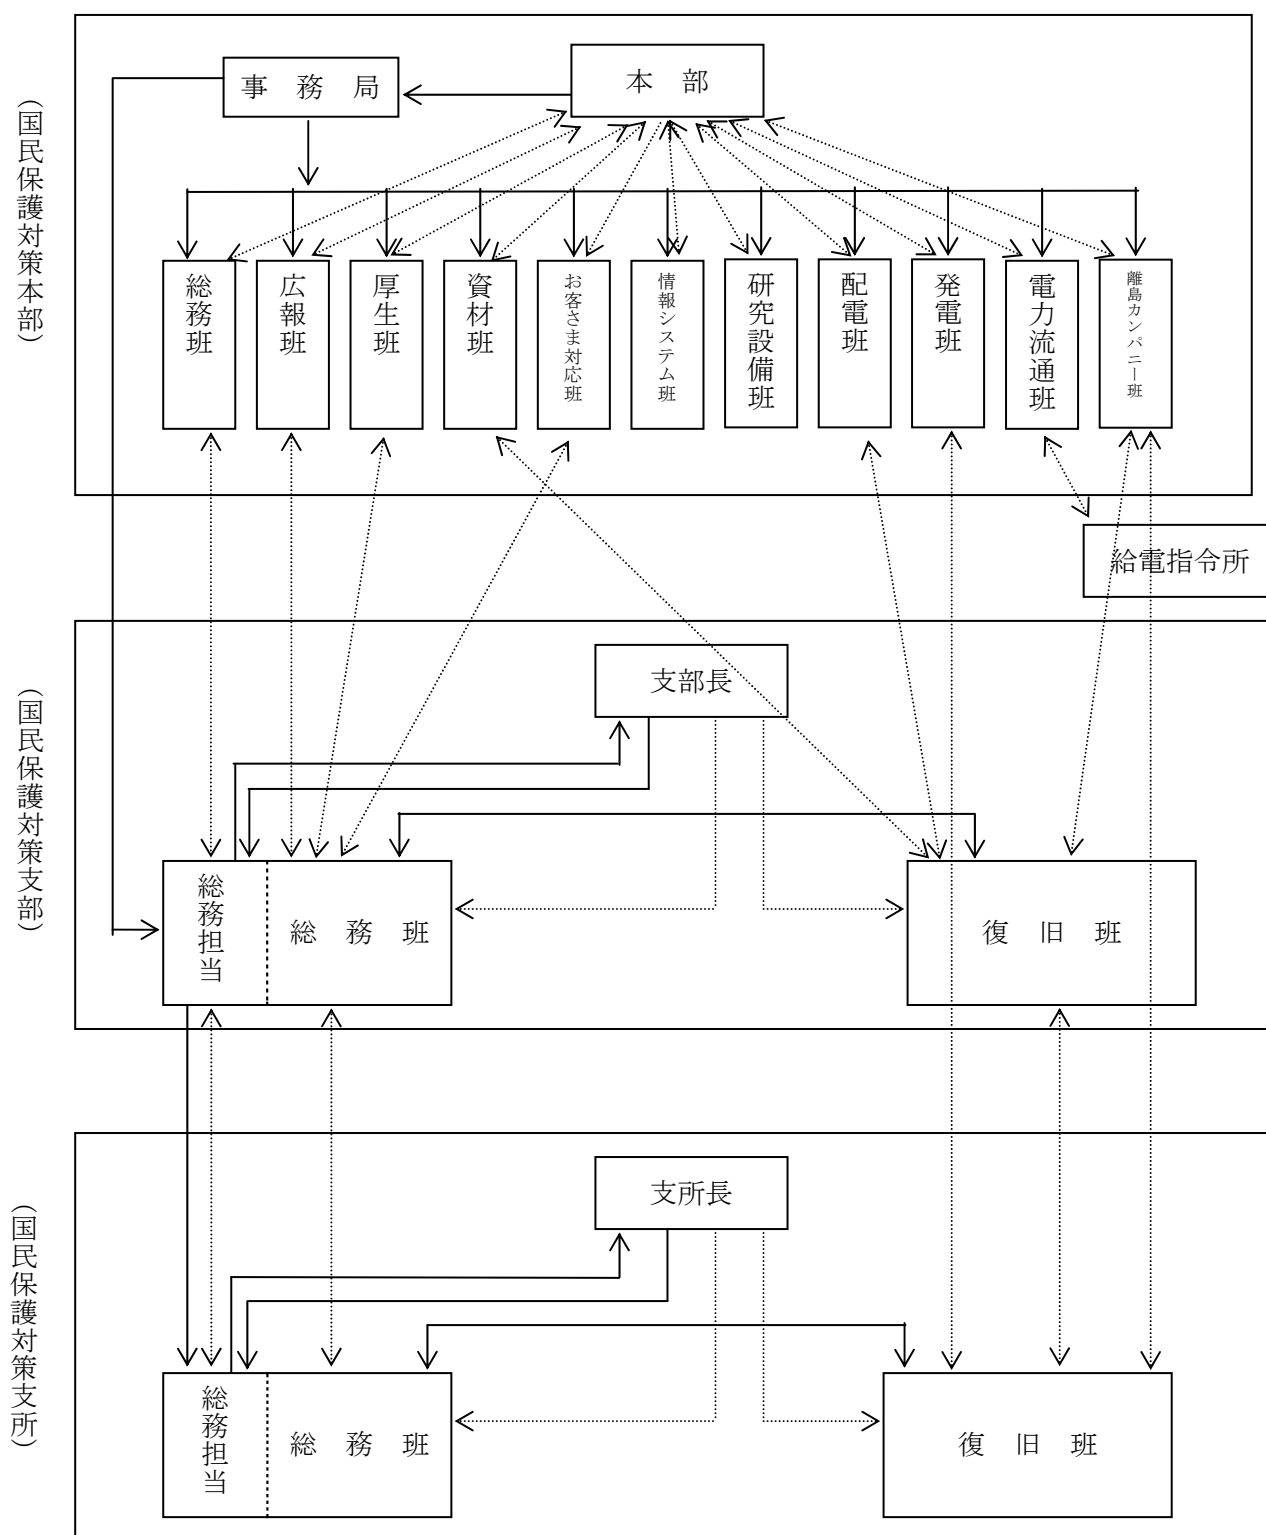 (国民保護対策本部)
事 務 局
本 部
総務班
広報班
厚生班
資材班
お客さま対応班
情報システム班
研究設備班
配電班
発電班
電力流通班
離島カンパニー班
給電指令所
(国民保護対策支部)
支部長
総務担当
総 務 班
復 旧 班
(国民保護対策支所)
支所長
総務担当
総 務 班
復 旧 班